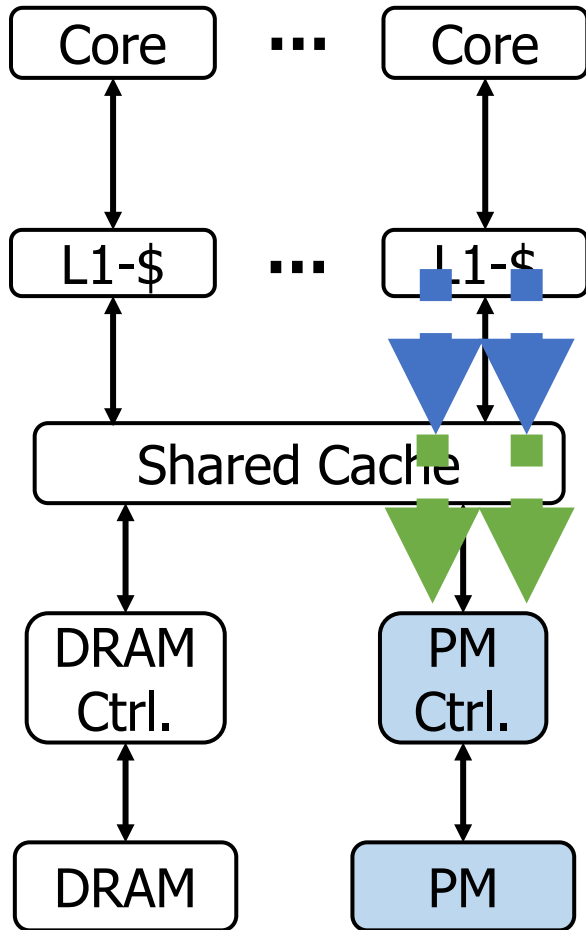 Core ... Core
L1-$ ... L1-$
Shared Cache
DRAM
Ctrl.
PM
Ctrl.
DRAM
PM